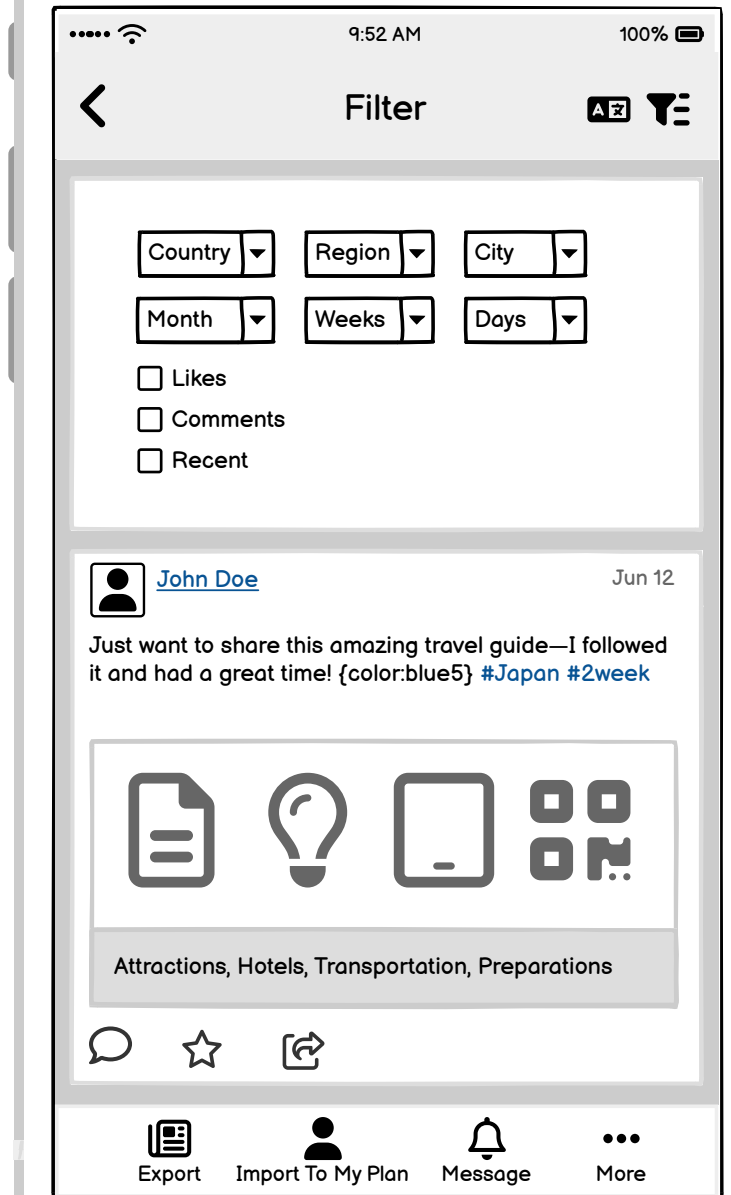 9:52 AM 100%
Filter
A 文
Country Region City
Month Weeks Days
Likes
Comments
Recent
John Doe Jun 12
Just want to share this amazing travel guide—I followed
it and had a great time! {color:blue5} #Japan #2week
Attractions, Hotels, Transportation, Preparations
Export Import To My Plan Message More